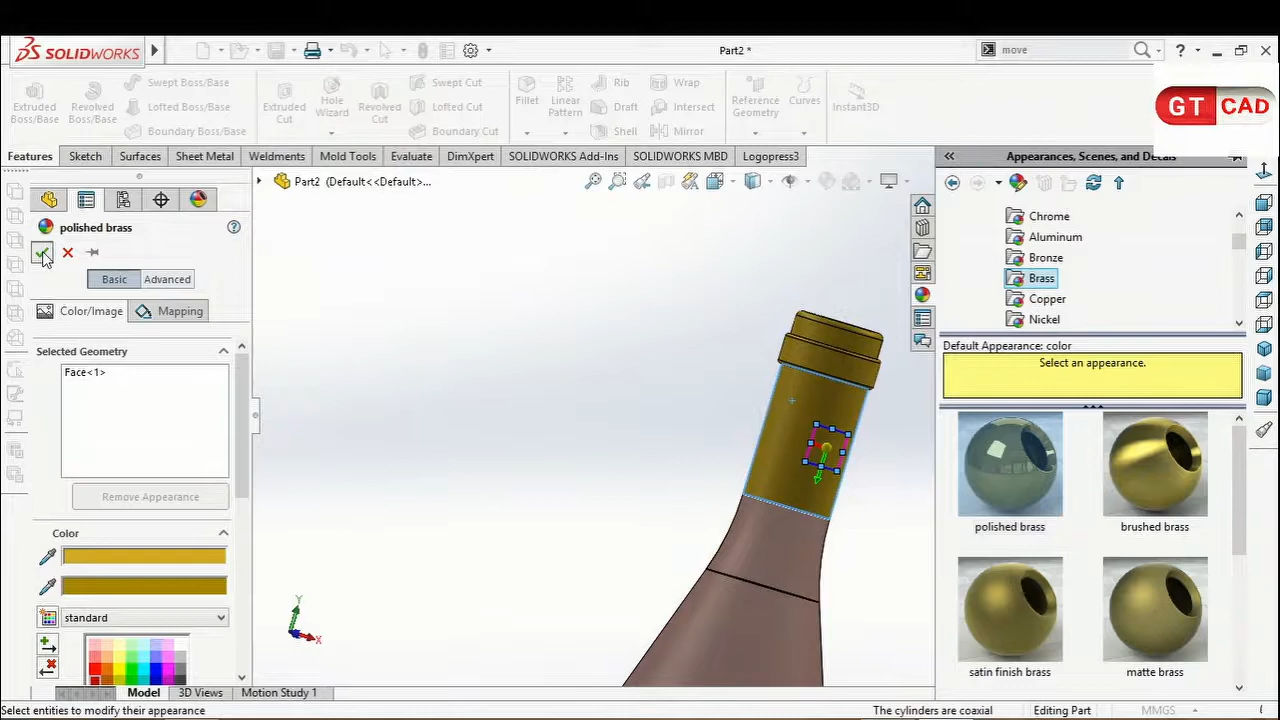 SOLIDWORKS
Part2 *
move
?
GT CAD
Extruded Boss/Base
Revolved Boss/Base
Swept Boss/Base
Lofted Boss/Base
Boundary Boss/Base
Extruded Cut
Hole Wizard
Revolved Cut
Swept Cut
Lofted Cut
Boundary Cut
Fillet
Linear Pattern
Rib
Draft
Shell
Wrap
Intersect
Mirror
Reference Geometry
Curves
Instant3D
Features
Sketch
Surfaces
Sheet Metal
Weldments
Mold Tools
Evaluate
DimXpert
SOLIDWORKS Add-Ins
SOLIDWORKS MBD
Logopress3
Appearances, Scenes, and Decals
Part2 (Default<<Default>...
polished brass
?
Basic
Advanced
Color/Image
Mapping
Selected Geometry
Face<1>
Remove Appearance
Color
standard
Y
X
Chrome
Aluminum
Bronze
Brass
Copper
Nickel
Default Appearance: color
Select an appearance.
polished brass
brushed brass
satin finish brass
matte brass
Model
3D Views
Motion Study 1
Select entities to modify their appearance
The cylinders are coaxial
Editing Part
MMGS